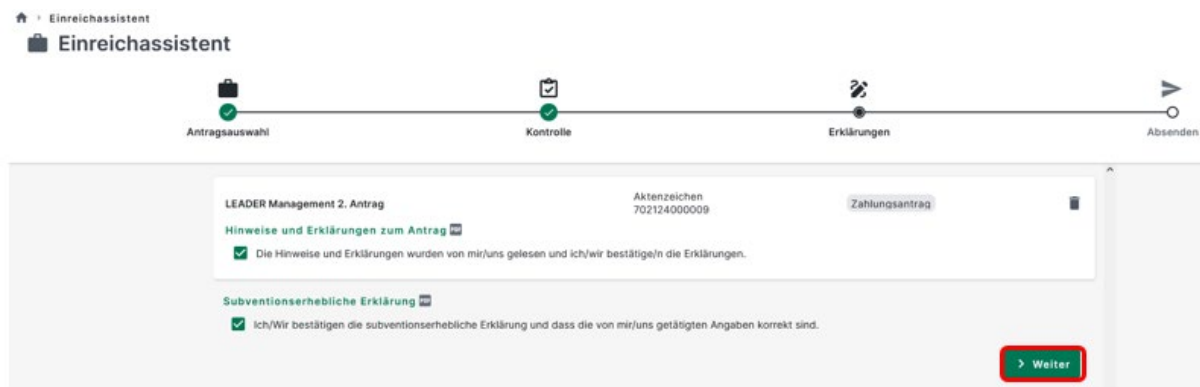 Einreichassistent
Einreichassistent
Antragsauswahl
Kontrolle
Erklärungen
Absenden
LEADER Management 2. Antrag
Aktenzeichen
702124000009
Zahlungsantrag
Hinweise und Erklärungen zum Antrag PDF
Die Hinweise und Erklärungen wurden von mir/uns gelesen und ich/wir bestätige/n die Erklärungen.
Subventionserhebliche Erklärung PDF
Ich/Wir bestätigen die subventionserhebliche Erklärung und dass die von mir/uns getätigten Angaben korrekt sind.
Weiter